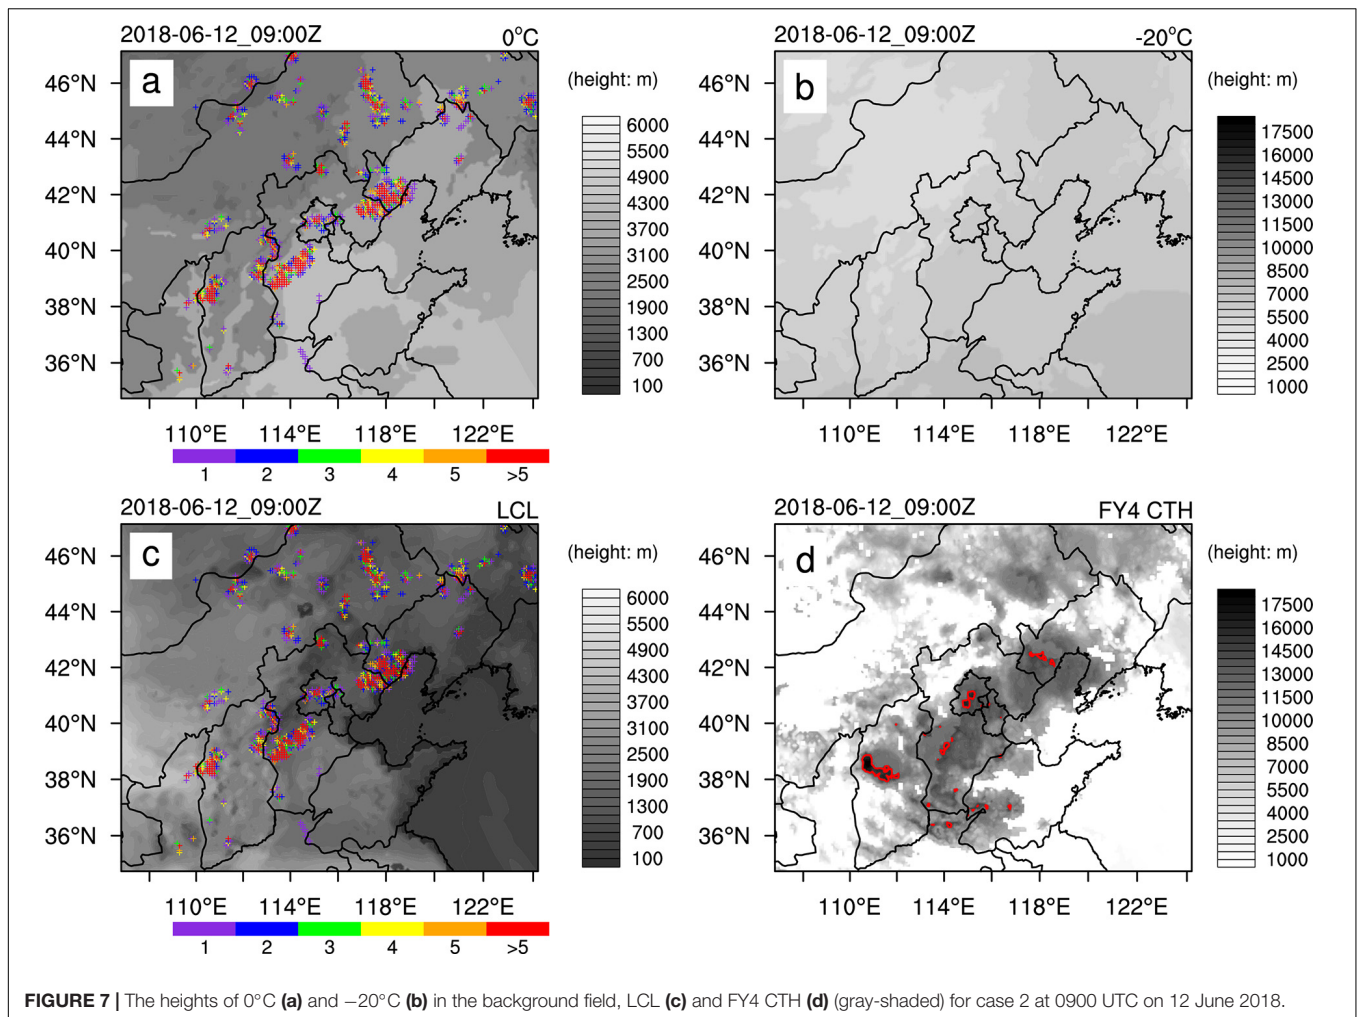 2018-06-12_09:00Z 0°C
a
(height: m)
46°N
44°N
42°N
40°N
38°N
36°N
6000
5500
4900
4300
3700
3100
2500
1900
1300
700
100
110°E 114°E 118°E 122°E
1 2 3 4 5 >5
2018-06-12_09:00Z -20°C
b
(height: m)
46°N
44°N
42°N
40°N
38°N
36°N
17500
16000
14500
13000
11500
10000
8500
7000
5500
4000
2500
1000
110°E 114°E 118°E 122°E
2018-06-12_09:00Z LCL
c
(height: m)
46°N
44°N
42°N
40°N
38°N
36°N
6000
5500
4900
4300
3700
3100
2500
1900
1300
700
100
110°E 114°E 118°E 122°E
1 2 3 4 5 >5
2018-06-12_09:00Z FY4 CTH
d
(height: m)
46°N
44°N
42°N
40°N
38°N
36°N
17500
16000
14500
13000
11500
10000
8500
7000
5500
4000
2500
1000
110°E 114°E 118°E 122°E
FIGURE 7 | The heights of 0°C (a) and −20°C (b) in the background field, LCL (c) and FY4 CTH (d) (gray-shaded) for case 2 at 0900 UTC on 12 June 2018.